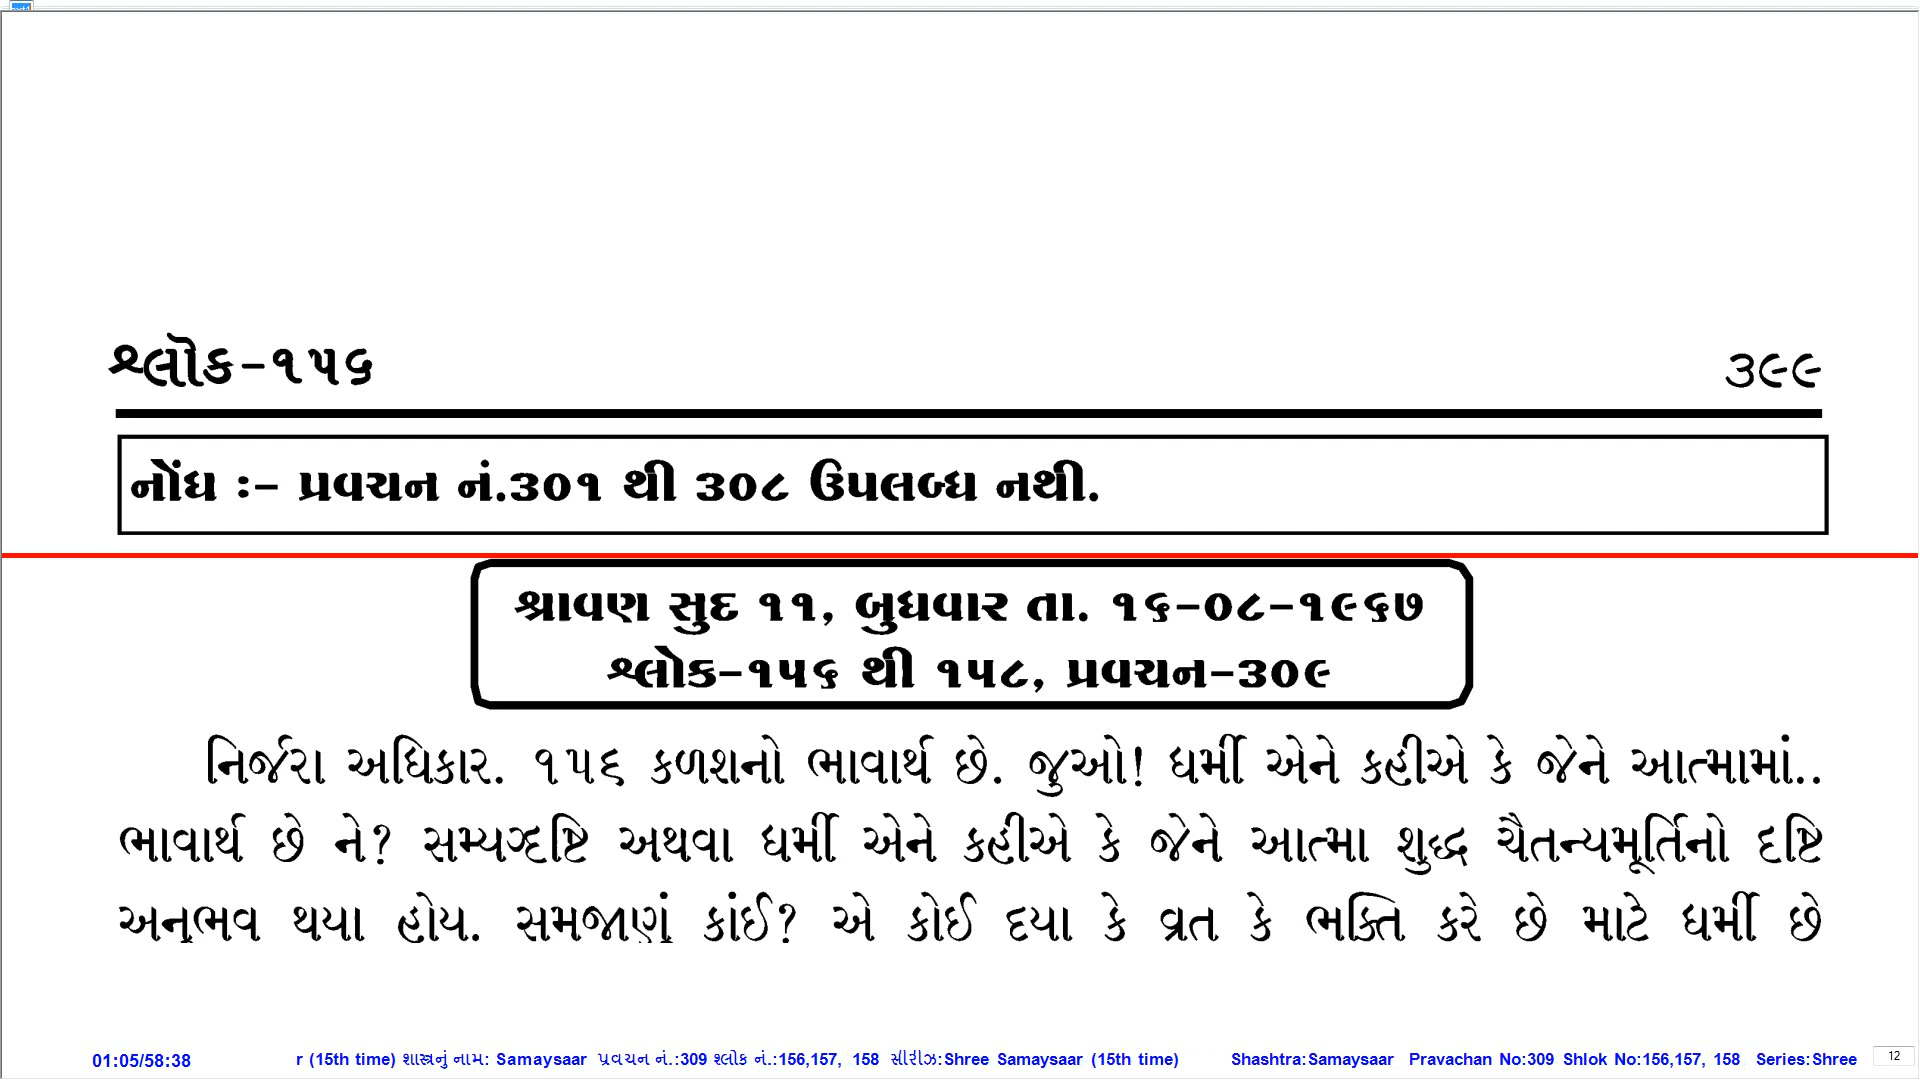 શ્લોક-૧૫૬ ૩૯૯
નોંધ :- પ્રવચન નં.૩૦૧ થી ૩૦૮ ઉપલબ્ધ નથી.
શ્રાવણ સુદ ૧૧, બુધવાર તા. ૧૬-૦૮-૧૯૬૭
શ્લોક-૧૫૬ થી ૧૫૮, પ્રવચન-૩૦૯
નિર્જરા અધિકાર. ૧૫૬ કળશનો ભાવાર્થ છે. જુઓ! ધર્મી એને કહીએ કે જેને આત્મામાં..
ભાવાર્થ છે ને? સમ્યગ્દૃષ્ટિ અથવા ધર્મી એને કહીએ કે જેને આત્મા શુદ્ધ ચૈતન્યમૂર્તિનો દૃષ્ટિ
અનુભવ થયા હોય. સમજાણું કાંઈ? એ કોઈ દયા કે વ્રત કે ભક્તિ કરે છે માટે ધર્મી છે
01:05/58:38 r (15th time) શાસ્ત્રનું નામ: Samaysaar પ્રવચન નં.:309 શ્લોક નં.:156,157, 158 સીરીઝ:Shree Samaysaar (15th time) Shashtra:Samaysaar Pravachan No:309 Shlok No:156,157, 158 Series:Shree 12